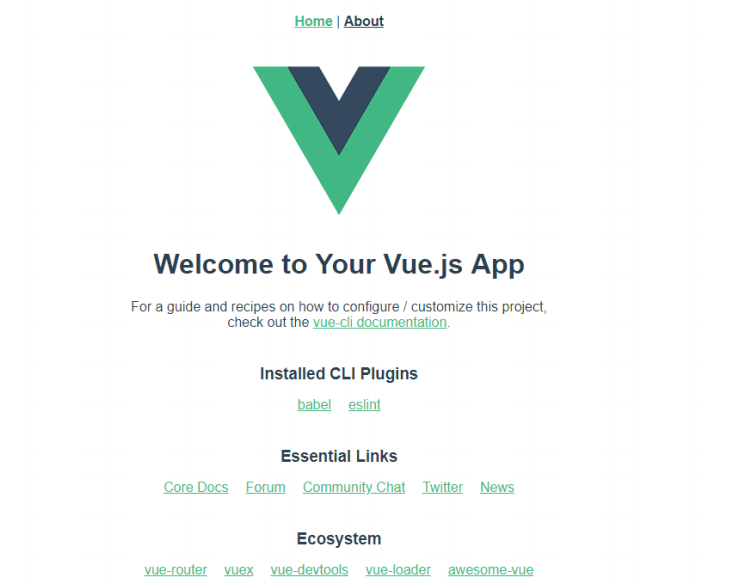 Home | About
Welcome to Your Vue.js App
For a guide and recipes on how to configure / customize this project,
check out the vue-cli documentation.
Installed CLI Plugins
babel eslint
Essential Links
Core Docs Forum Community Chat Twitter News
Ecosystem
vue-router vuex vue-devtools vue-loader awesome-vue